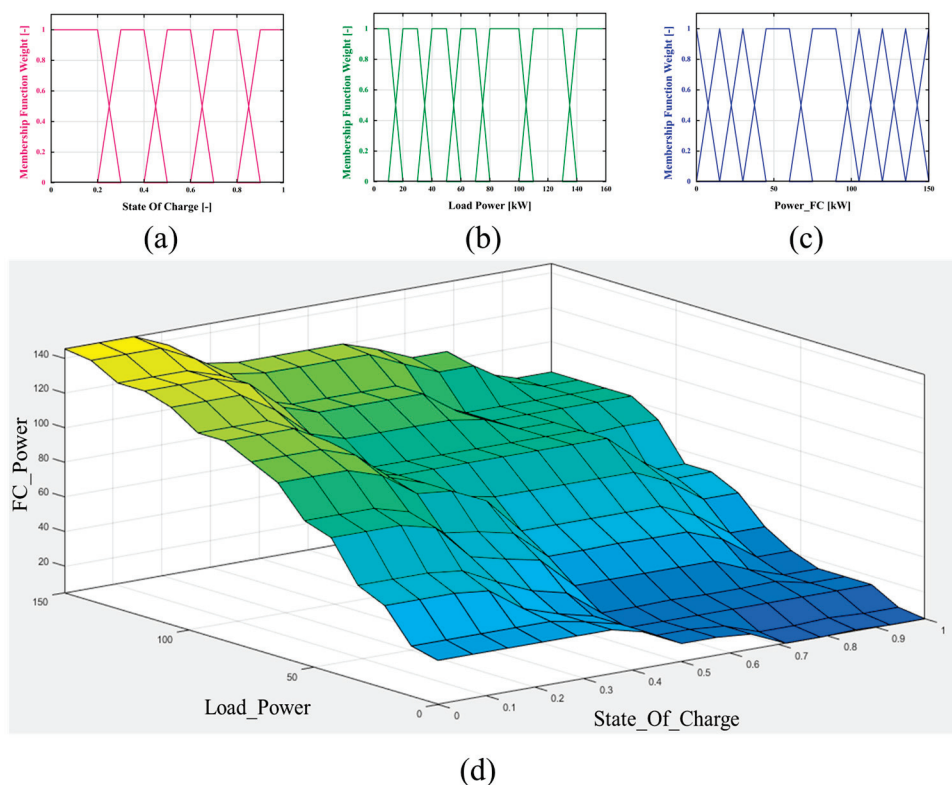 Membership Function Weight [-]
1
0.8
0.6
0.4
0.2
0
0 0.2 0.4 0.6 0.8 1
State Of Charge [-]
(a)
Membership Function Weight [-]
1
0.8
0.6
0.4
0.2
0
0 20 40 60 80 100 120 140 160
Load Power [kW]
(b)
Membership Function Weight [-]
1
0.8
0.6
0.4
0.2
0
0 50 100 150
Power_FC [kW]
(c)
FC_Power
140
120
100
80
60
40
20
150
100
50
0
Load_Power
0
0.1
0.2
0.3
0.4
0.5
0.6
0.7
0.8
0.9
1
State_Of_Charge
(d)